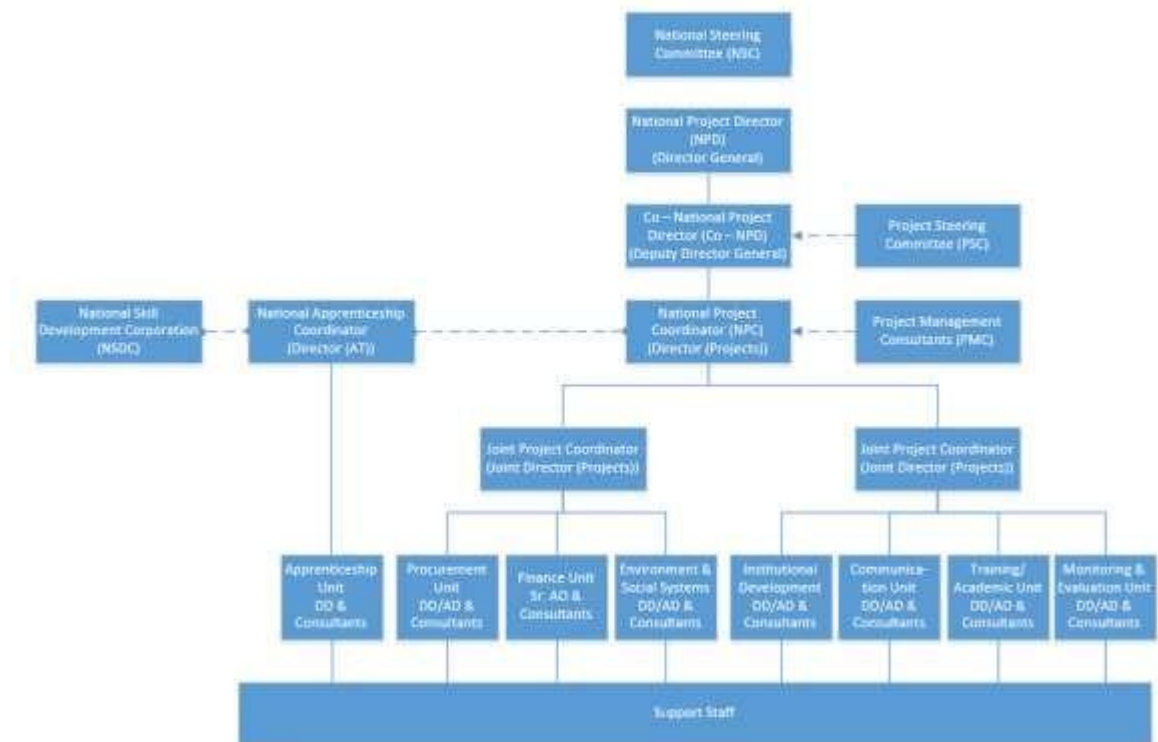 National Steering
Committee (NSC)
National Project Director
(NPD)
(Director General)
Co – National Project
Director (Co – NPD)
(Deputy Director General)
Project Steering
Committee (PSC)
National Skill
Development Corporation
(NSDC)
National Apprenticeship
Coordinator
(Director (AT))
National Project
Coordinator (NPC)
(Director (Projects))
Project Management
Consultants (PMC)
Joint Project Coordinator
(Joint Director (Projects))
Joint Project Coordinator
(Joint Director (Projects))
Apprenticeship
Unit
DD &
Consultants
Procurement
Unit
DD/AD &
Consultants
Finance Unit
Sr. AO &
Consultants
Environment &
Social Systems
DD/AD &
Consultants
Institutional
Development
DD/AD &
Consultants
Communica-
tion Unit
DD/AD &
Consultants
Training/
Academic Unit
DD/AD &
Consultants
Monitoring &
Evaluation Unit
DD/AD &
Consultants
Support Staff